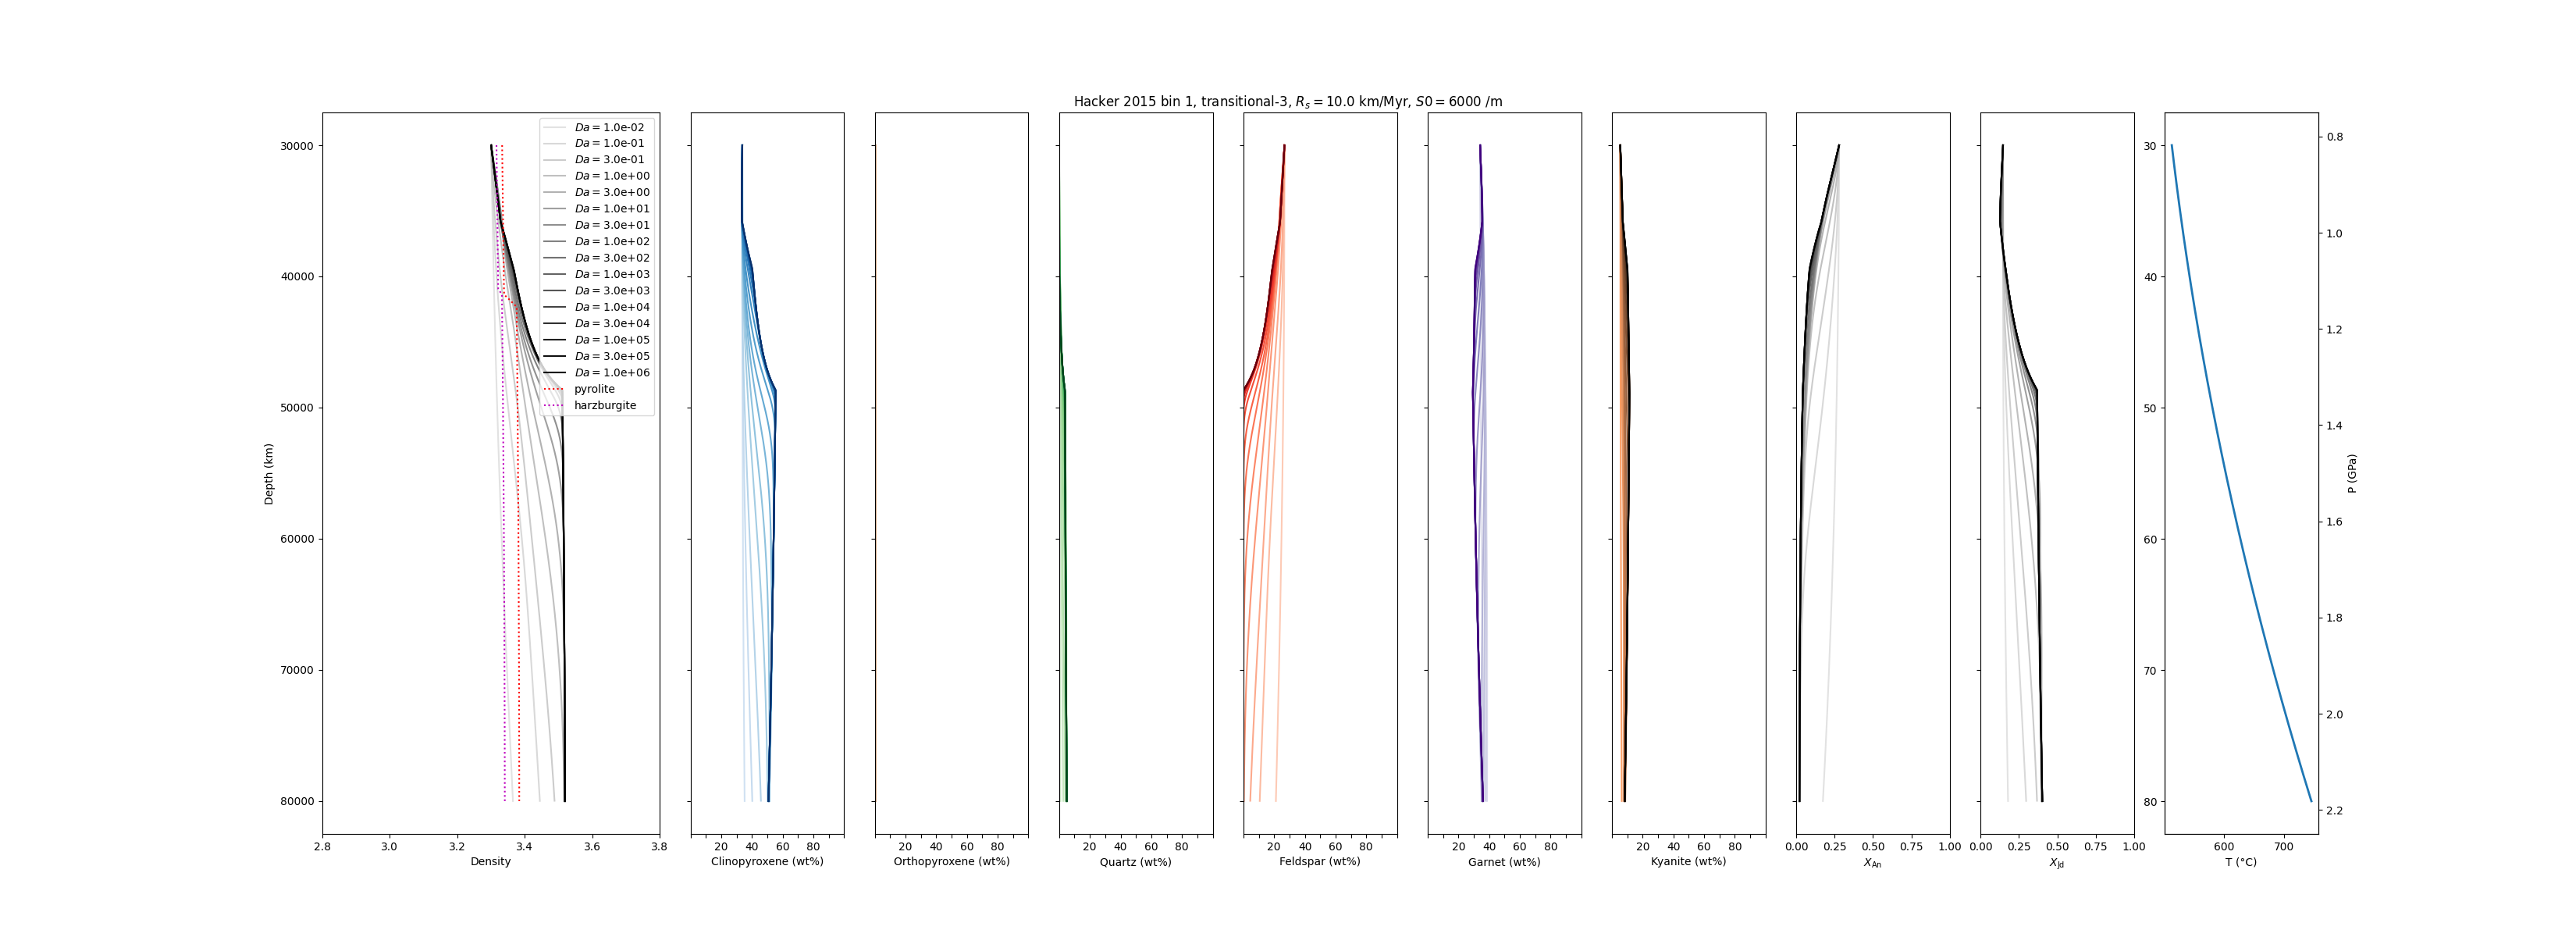 Hacker 2015 bin 1, transitional-3, Rs = 10.0 km/Myr, S0 = 6000 /m
Da = 1.0e-02
Da = 1.0e-01
Da = 3.0e-01
Da = 1.0e+00
Da = 3.0e+00
Da = 1.0e+01
Da = 3.0e+01
Da = 1.0e+02
Da = 3.0e+02
Da = 1.0e+03
Da = 3.0e+03
Da = 1.0e+04
Da = 3.0e+04
Da = 1.0e+05
Da = 3.0e+05
Da = 1.0e+06
pyrolite
harzburgite
Depth (km)
30000
40000
50000
60000
70000
80000
2.8 3.0 3.2 3.4 3.6 3.8
Density
20 40 60 80
Clinopyroxene (wt%)
20 40 60 80
Orthopyroxene (wt%)
20 40 60 80
Quartz (wt%)
20 40 60 80
Feldspar (wt%)
20 40 60 80
Garnet (wt%)
20 40 60 80
Kyanite (wt%)
0.00 0.25 0.50 0.75 1.00
XAn
0.00 0.25 0.50 0.75 1.00
XJd
30
40
50
60
70
80
600 700
T (°C)
0.8
1.0
1.2
1.4
1.6
1.8
2.0
2.2
P (GPa)